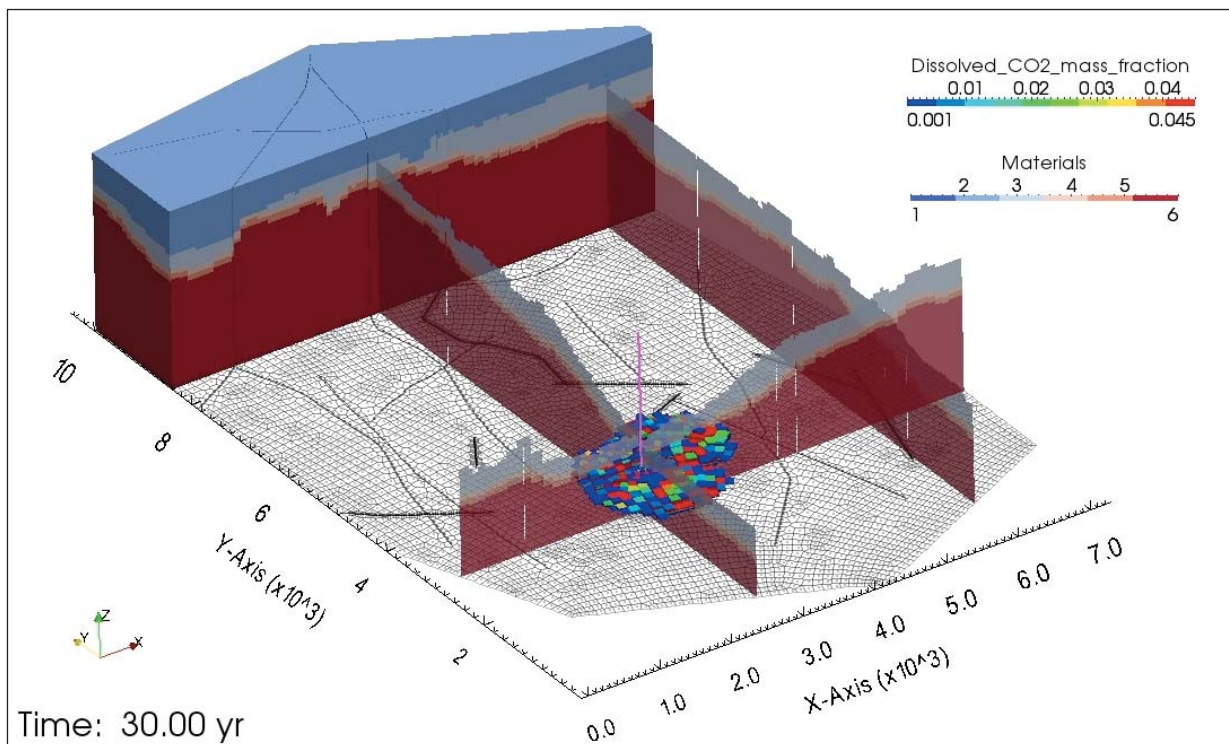 Dissolved_CO2_mass_fraction
0.01 0.02 0.03 0.04
0.001 0.045
Materials
2 3 4 5
1 6
10
8
6
4
2
Y-Axis (x10^3)
0.0 1.0 2.0 3.0 4.0 5.0 6.0 7.0
X-Axis (x10^3)
Z
Y X
Time: 30.00 yr